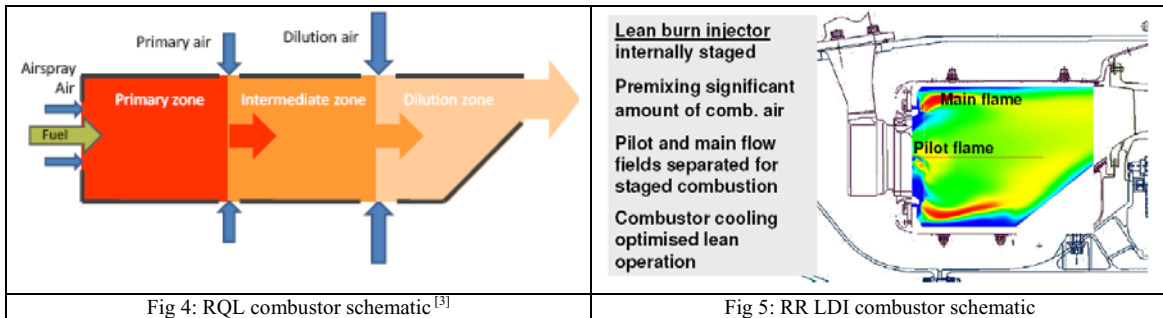 Primary air
Dilution air
Airspray
Air
Fuel
Primary zone
Intermediate zone
Dilution zone
Fig 4: RQL combustor schematic [3]
Lean burn injector
internally staged
Premixing significant
amount of comb. air
Pilot and main flow
fields separated for
staged combustion
Combustor cooling
optimised lean
operation
Main flame
Pilot flame
Fig 5: RR LDI combustor schematic